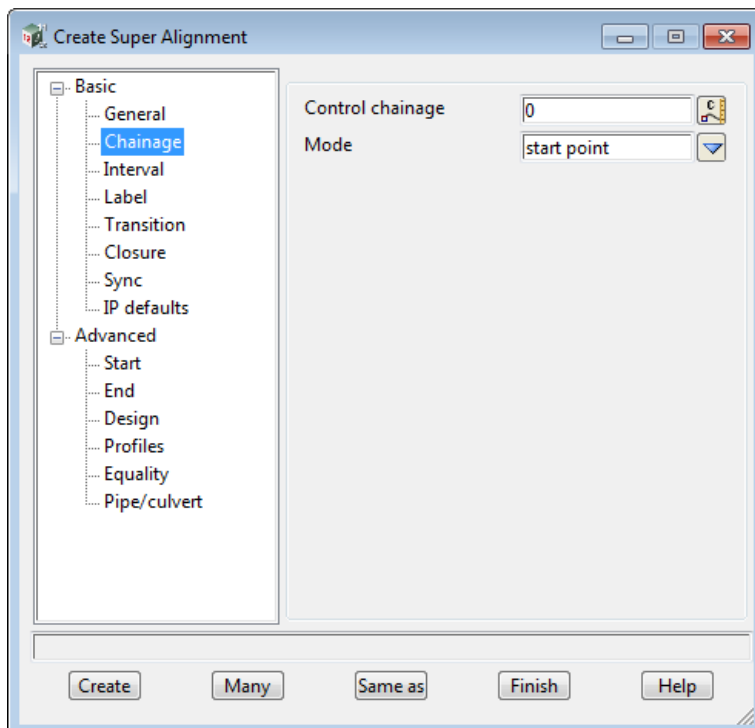 Create Super Alignment
Basic
General
Chainage
Interval
Label
Transition
Closure
Sync
IP defaults
Advanced
Start
End
Design
Profiles
Equality
Pipe/culvert
Control chainage 0
Mode start point
Create Many Same as Finish Help